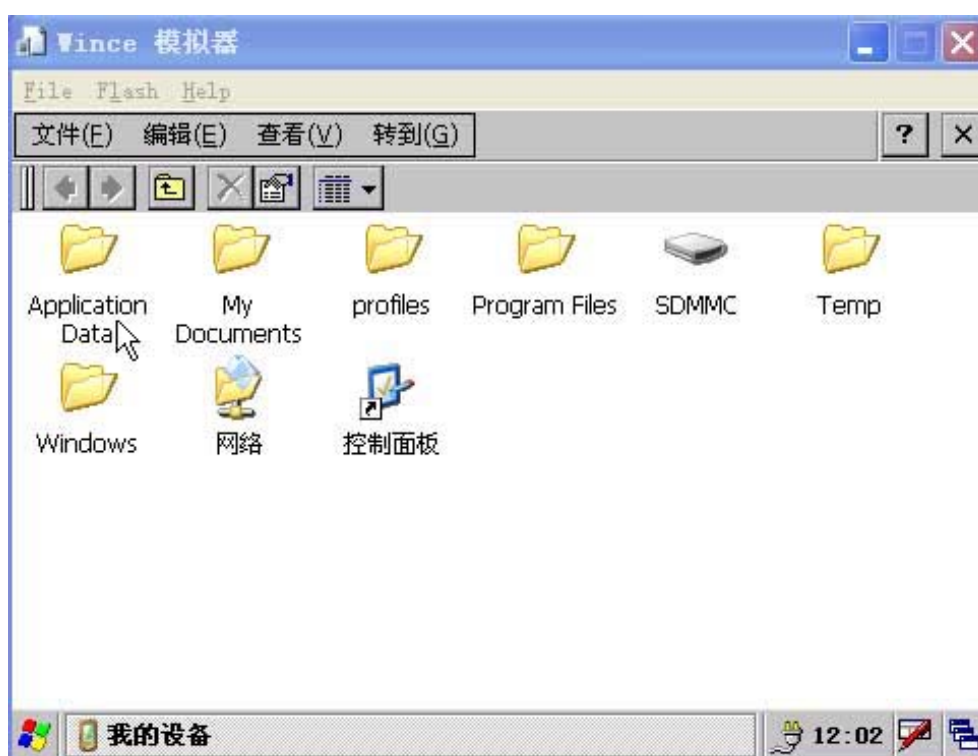 Wince 模拟器
File Flash Help
文件(F) 编辑(E) 查看(V) 转到(G) ? ×
Application Data
My Documents
profiles
Program Files
SDMMC
Temp
Windows
网络
控制面板
我的设备 12:02